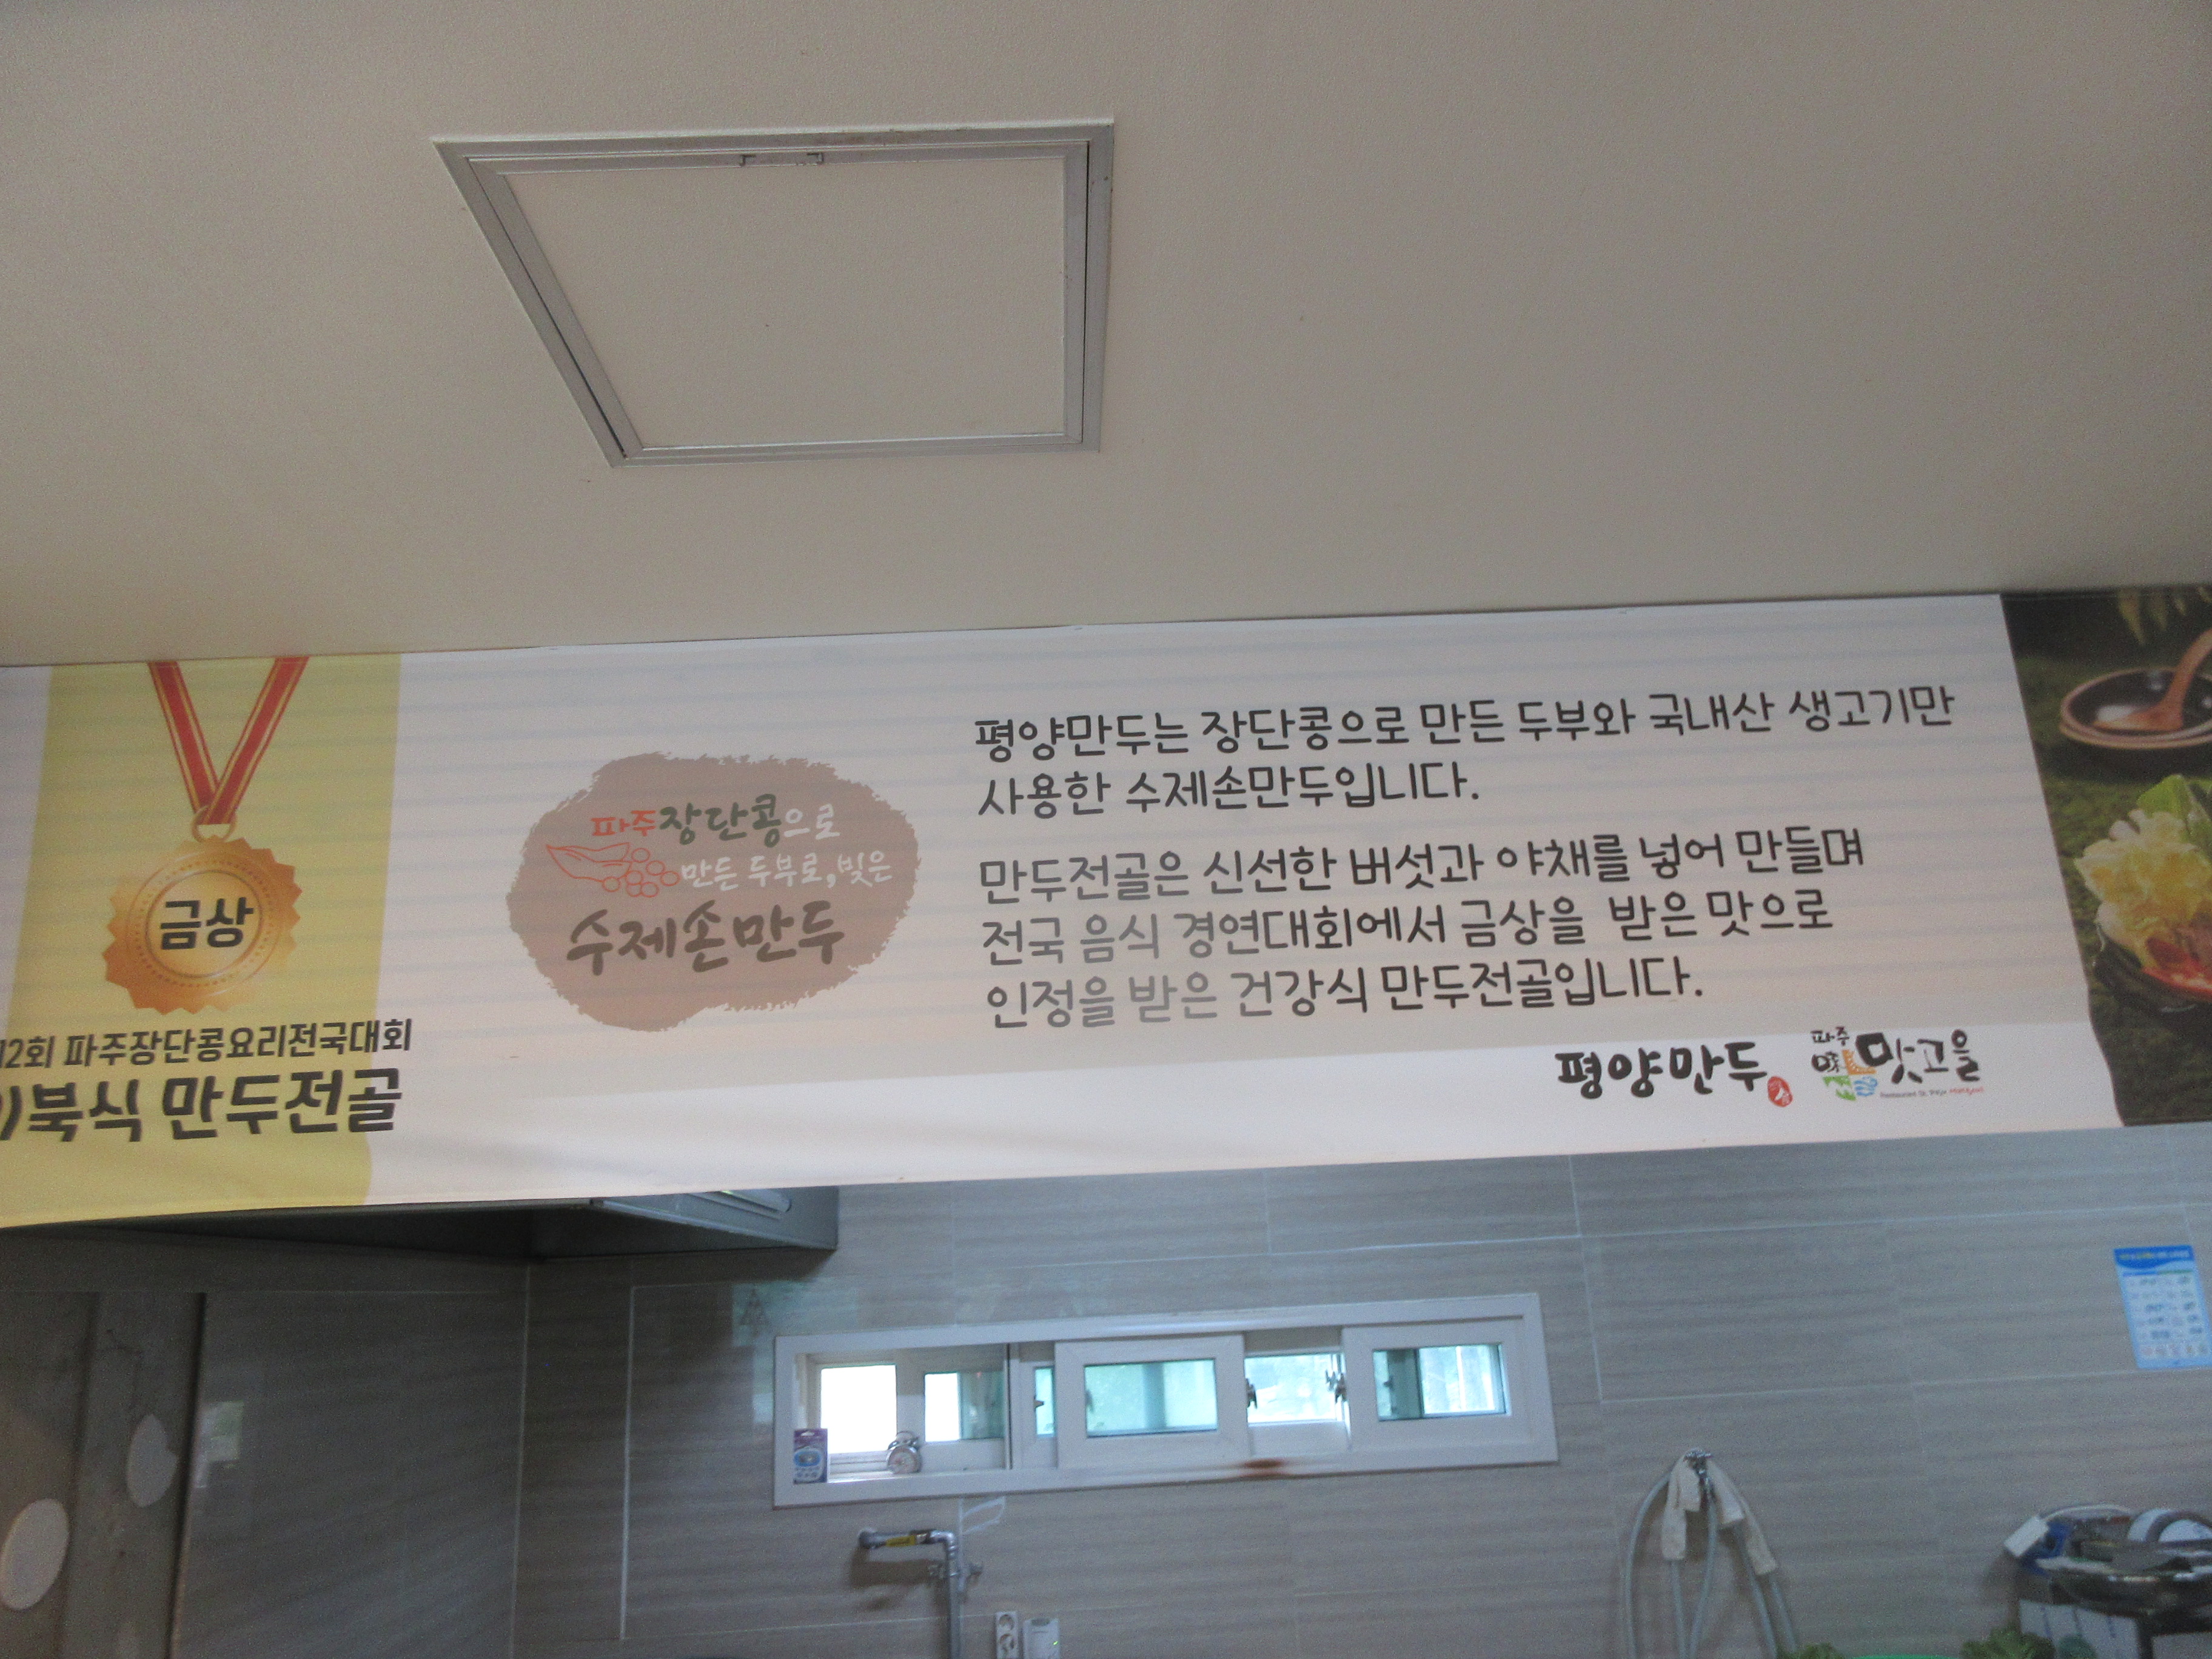 금상
12회 파주장단콩요리전국대회
이북식 만두전골
파주장단콩으로
만든 두부로, 빚은
수제손만두
평양만두는 장단콩으로 만든 두부와 국내산 생고기만
사용한 수제손만두입니다.
만두전골은 신선한 버섯과 야채를 넣어 만들며
전국 음식 경연대회에서 금상을 받은 맛으로
인정을 받은 건강식 만두전골입니다.
평양만두
파주
맛고을